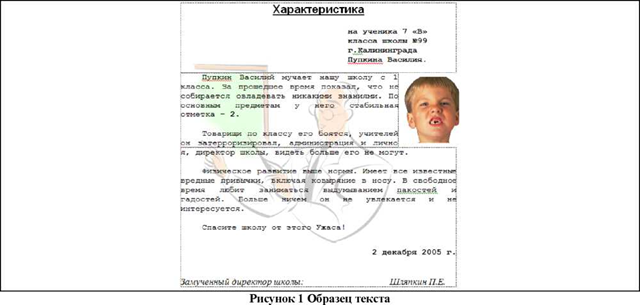 Характеристика
на ученика 7 «В»
класса школы №99
г.Калининграда
Пупкина Василия.
Пупкин Василий мучает нашу школу с 1
класса. За прошедшее время показал, что не
собирается овладевать никакими знаниями. По
основным предметам у него стабильная
отметка – 2.
Товарищи по классу его боятся, учителей
он затерроризировал, администрация и лично
я, директор школы, видеть больше его не могут.
Физическое развитие выше нормы. Имеет все известные
вредные привычки, включая ковыряние в носу. В свободное
время любит заниматься выдумыванием пакостей и
гадостей. Больше ничем он не увлекается и не
интересуется.
Спасите школу от этого Ужаса!
2 декабря 2005 г.
Замученный директор школы: Шляпкин П.Е.
Рисунок 1 Образец текста